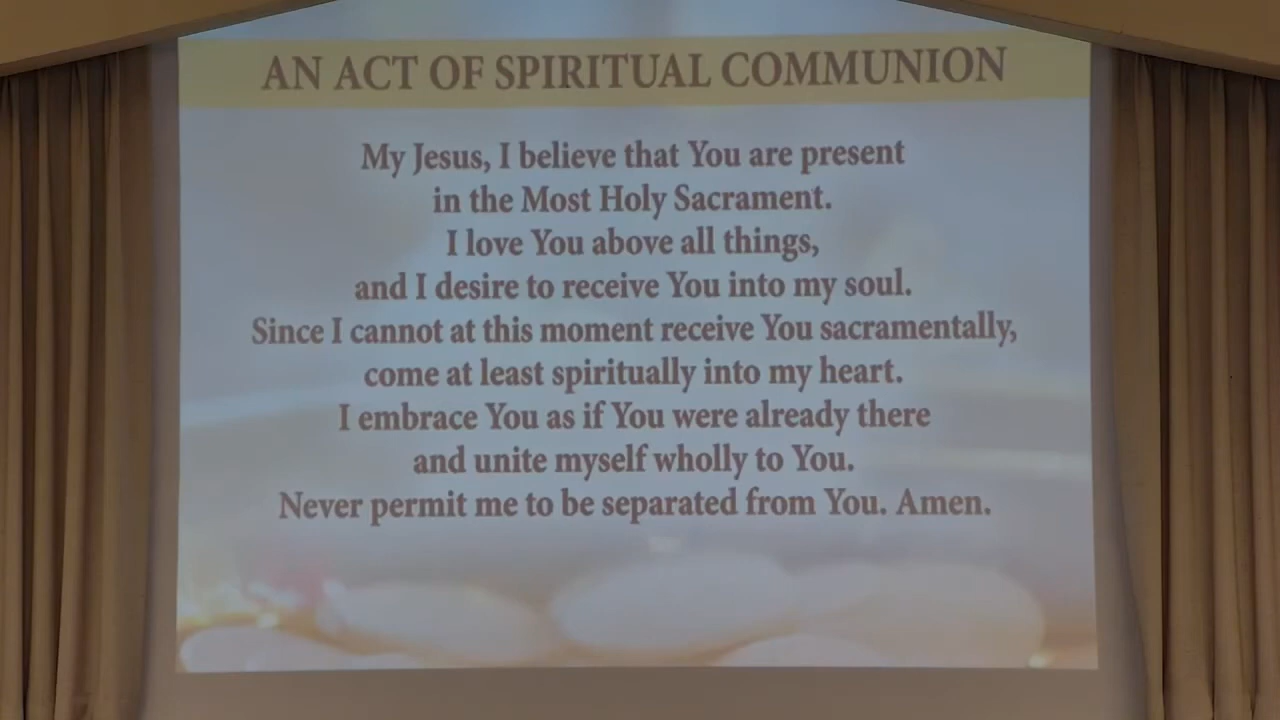 AN ACT OF SPIRITUAL COMMUNION
My Jesus, I believe that You are present
in the Most Holy Sacrament.
I love You above all things,
and I desire to receive You into my soul.
Since I cannot at this moment receive You sacramentally,
come at least spiritually into my heart.
I embrace You as if You were already there
and unite myself wholly to You.
Never permit me to be separated from You. Amen.